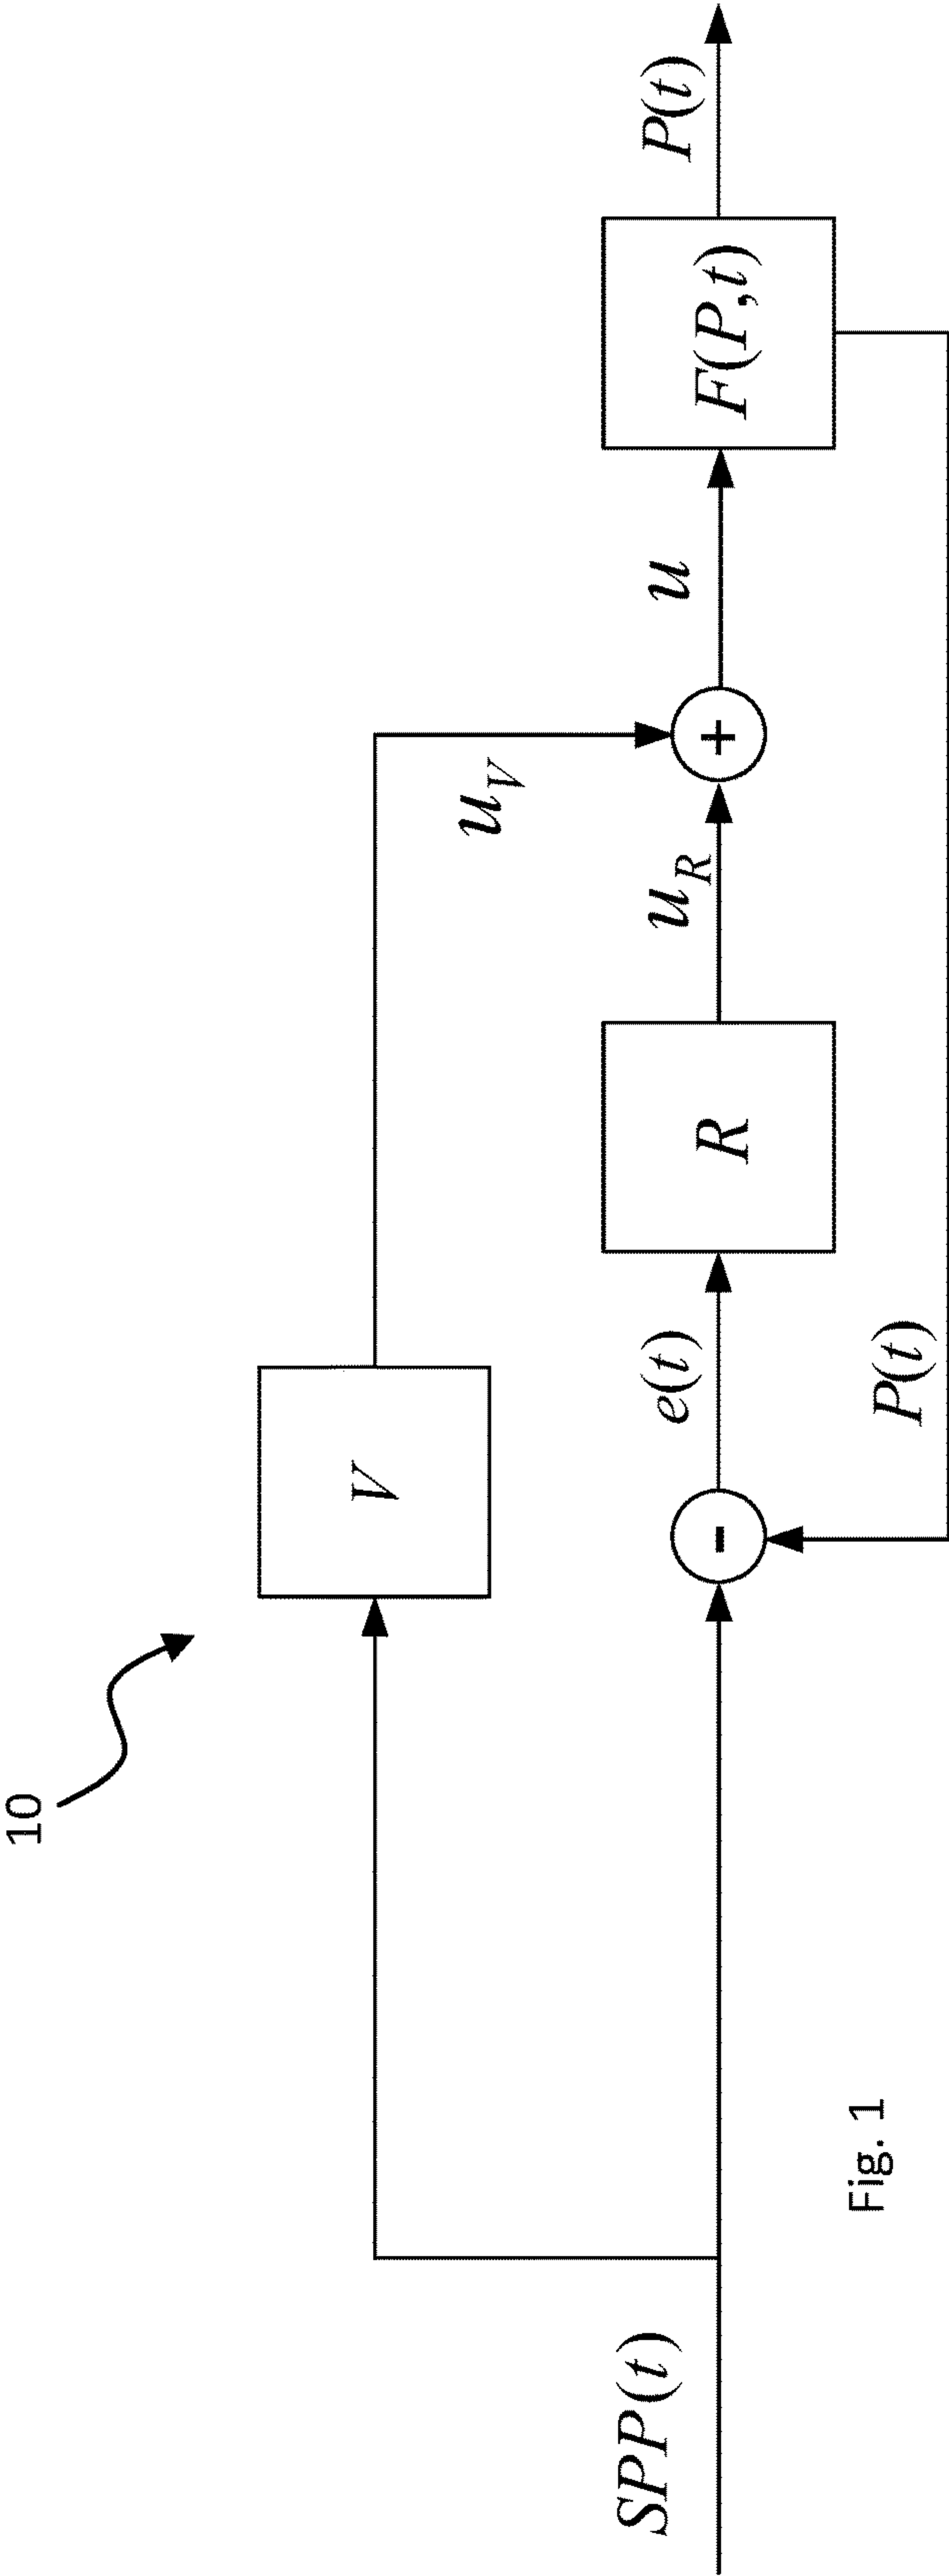 10
V
u_V
SPP(t)
e(t)
R
u_R
+
u
F(P,t)
P(t)
-
P(t)
Fig. 1